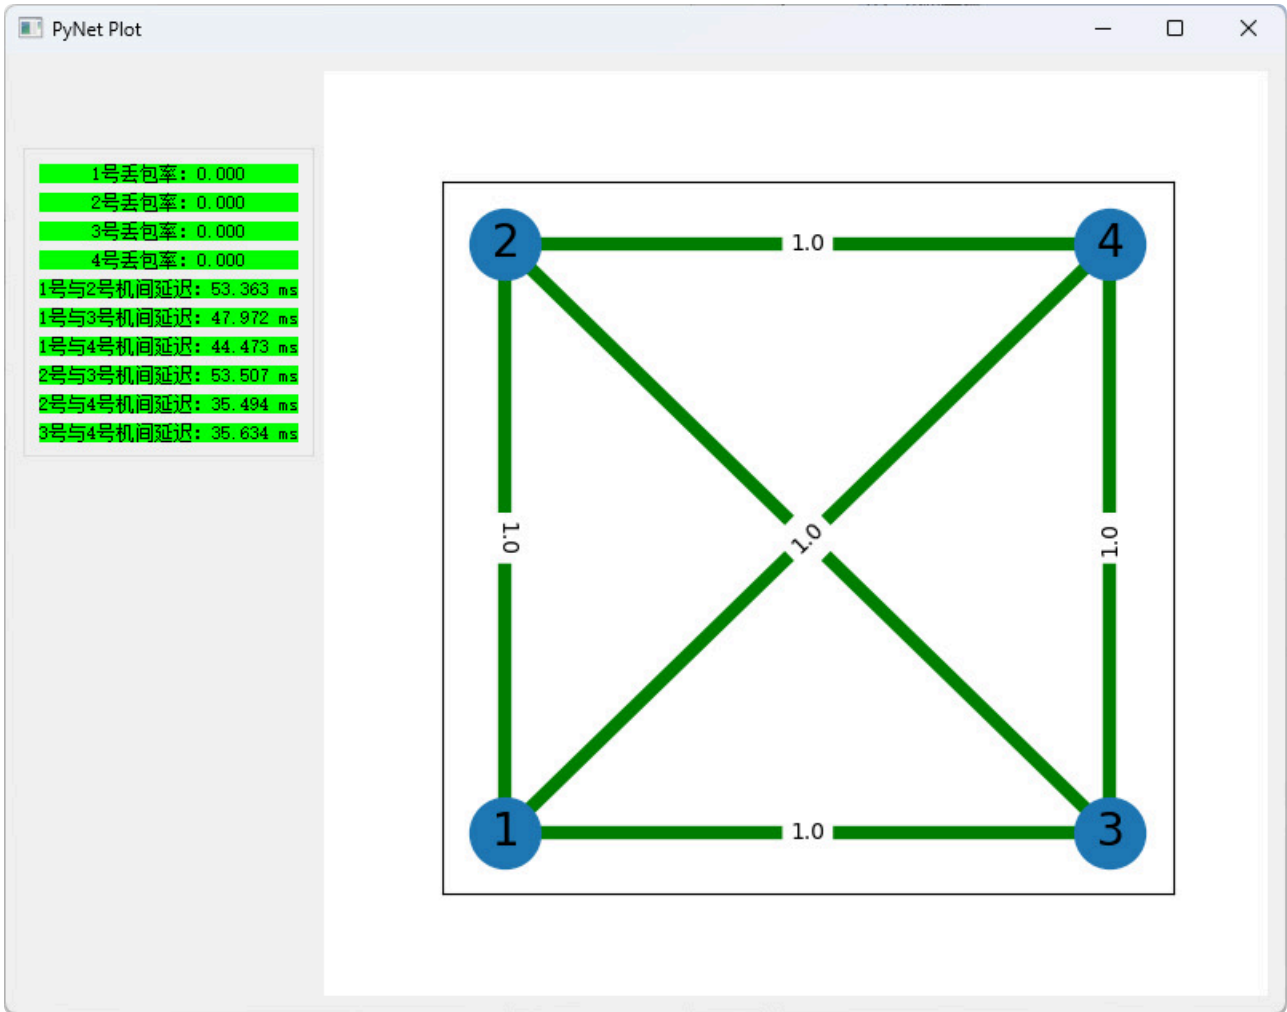 PyNet Plot
1号丢包率：0.000
2号丢包率：0.000
3号丢包率：0.000
4号丢包率：0.000
1号与2号机间延迟：53.363 ms
1号与3号机间延迟：47.972 ms
1号与4号机间延迟：44.473 ms
2号与3号机间延迟：53.507 ms
2号与4号机间延迟：35.494 ms
3号与4号机间延迟：35.634 ms
2
1.0
4
1.0
1.0
1.0
1
1.0
3